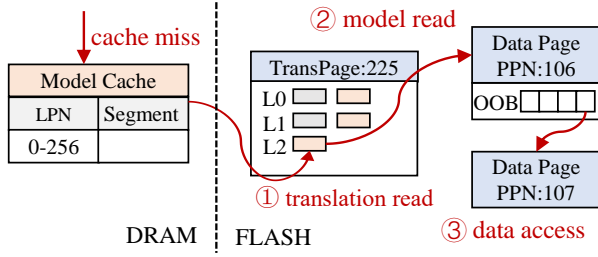 cache miss
Model Cache
LPN Segment
0-256
DRAM
FLASH
TransPage:225
L0
L1
L2
① translation read
② model read
Data Page
PPN:106
OOB
Data Page
PPN:107
③ data access